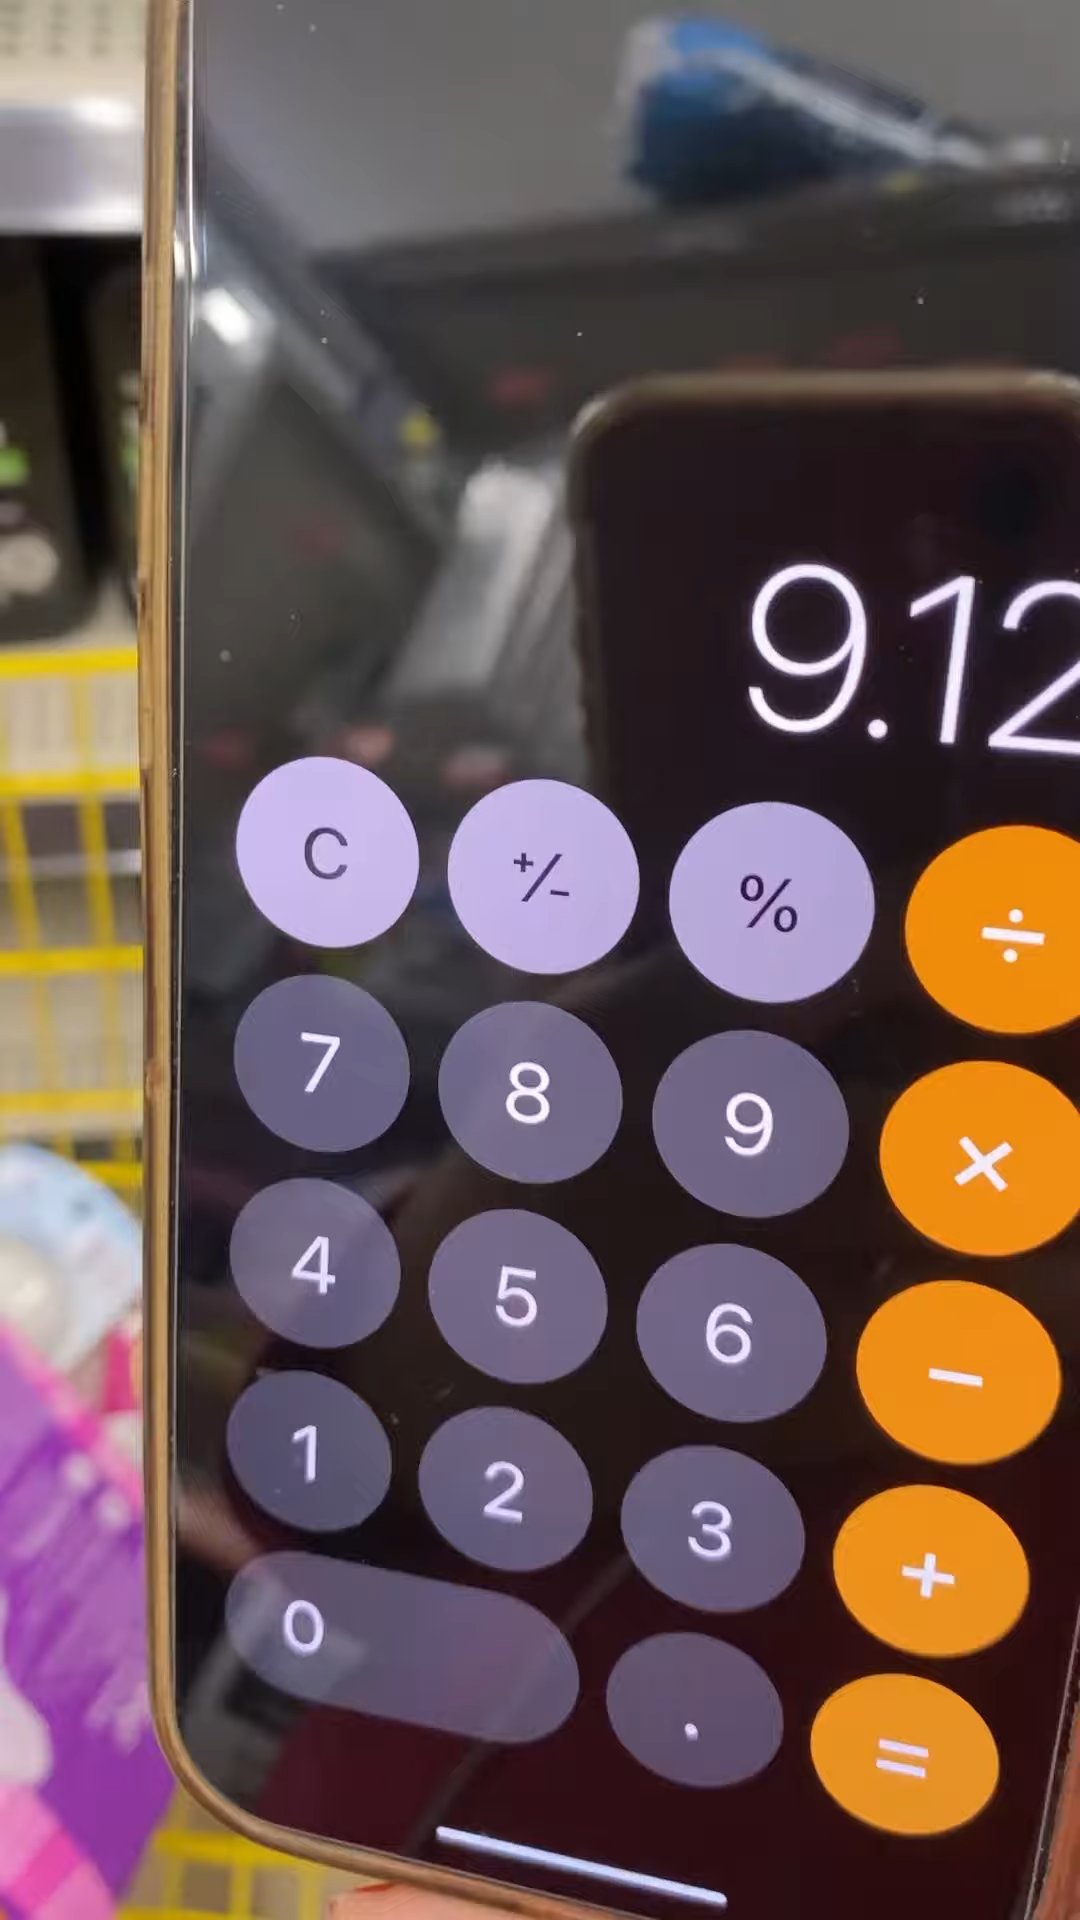 9.12
C +/- % ÷
7 8 9 ×
4 5 6 −
1 2 3 +
0 . =